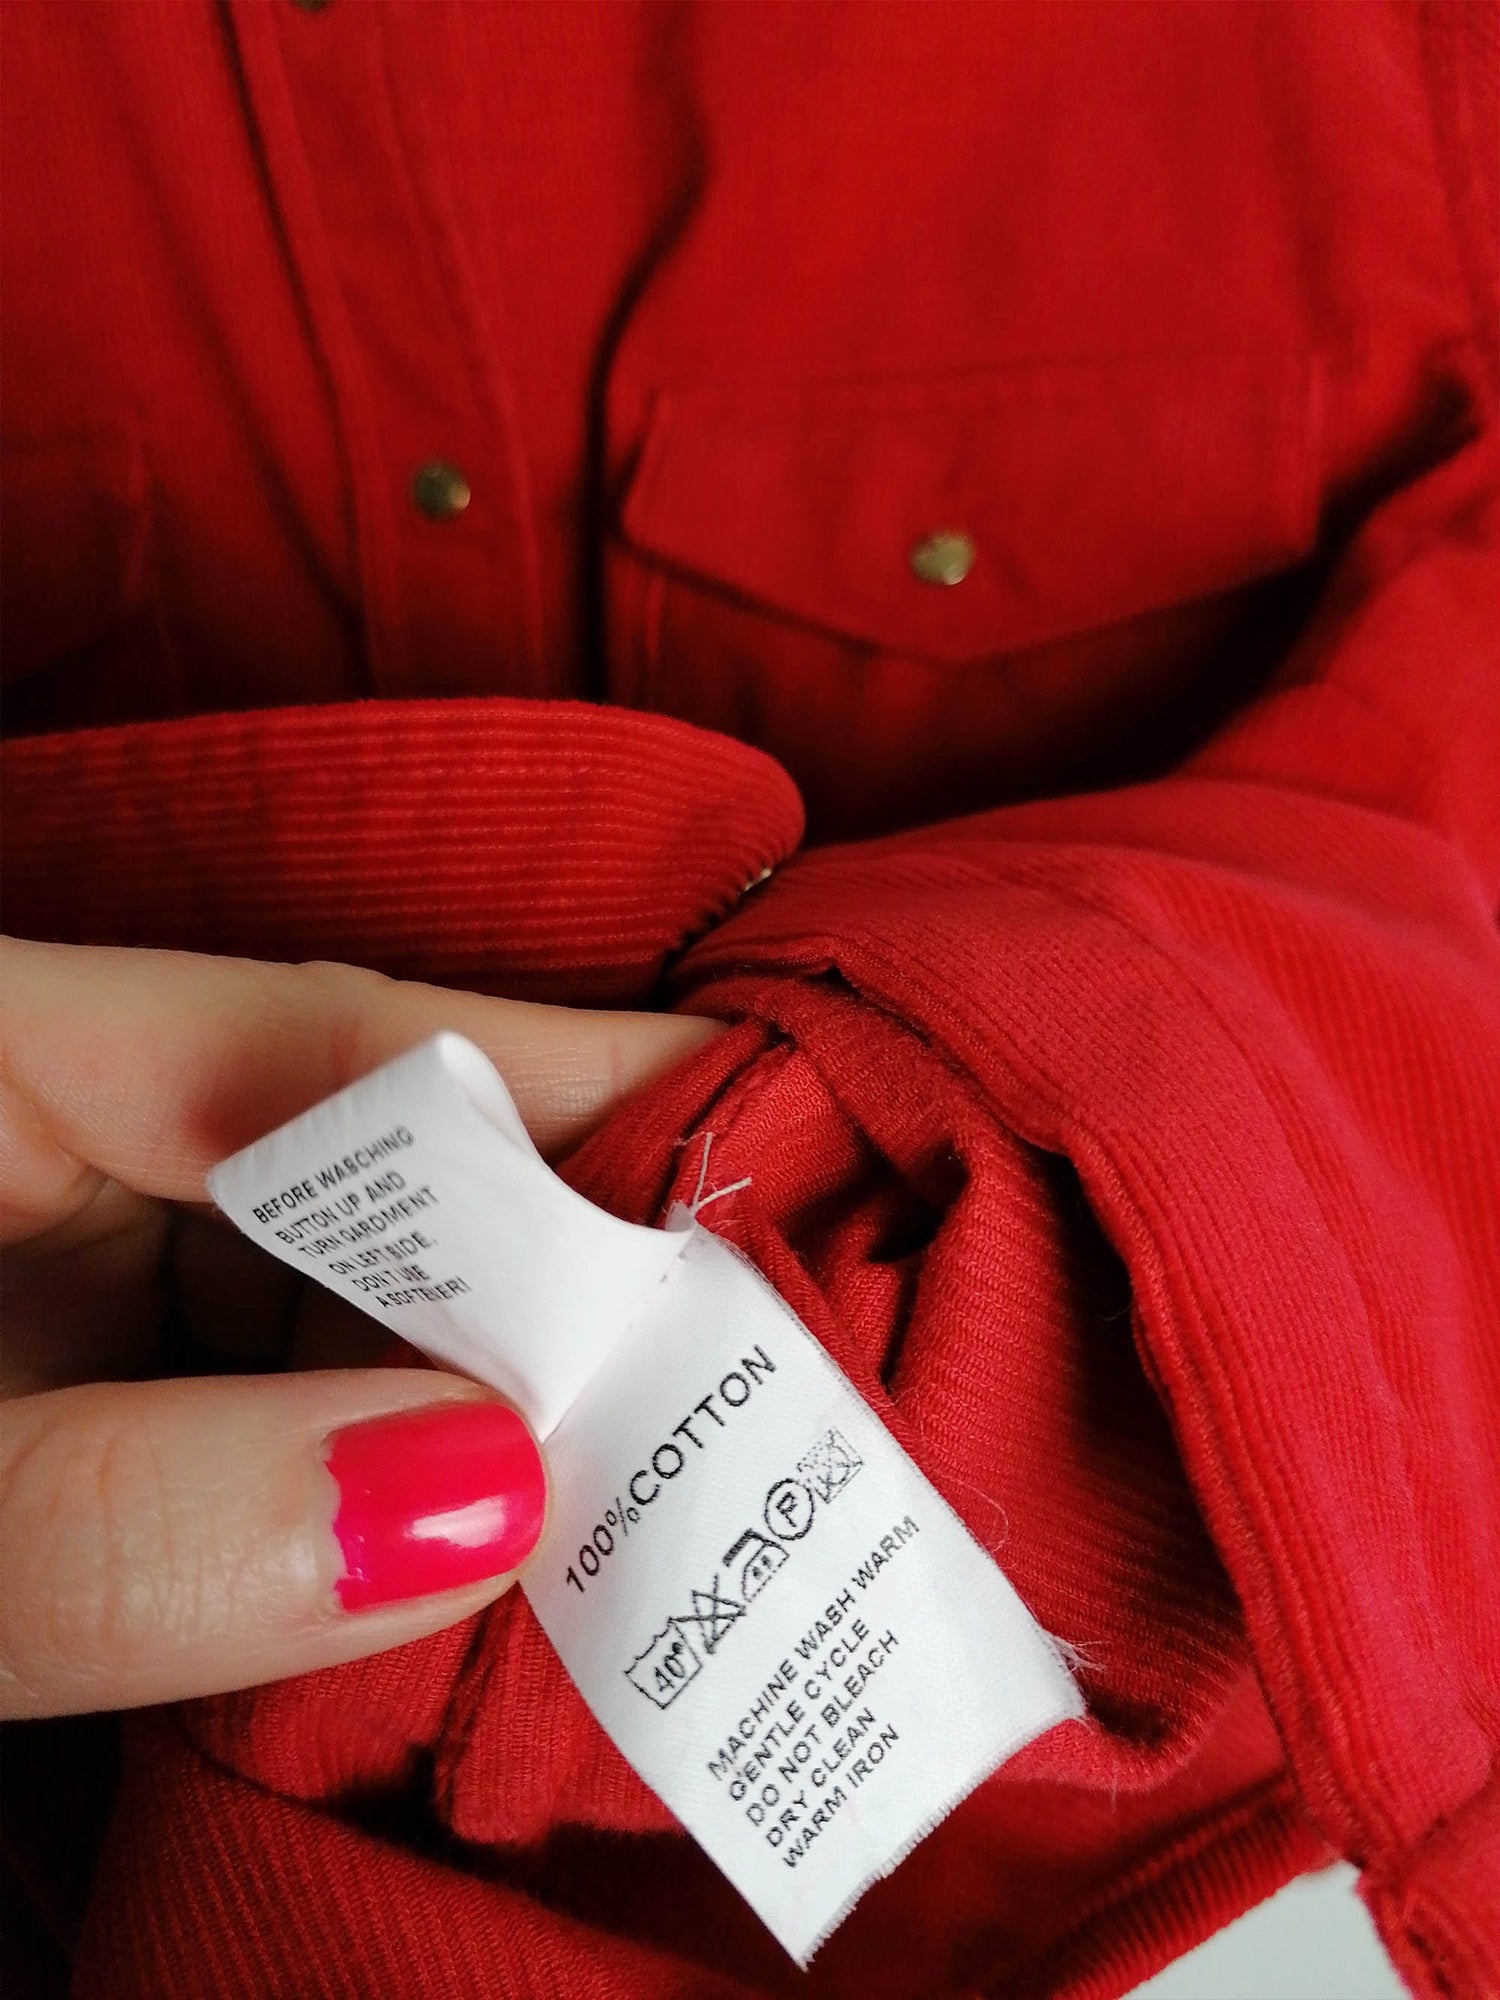 BEFORE WASCHING
BUTTON UP AND
TURN GARDMENT
ON LEFT SIDE.
DON'T USE
A SOFTENER!
100%COTTON
40° P
MACHINE WASH WARM
GENTLE CYCLE
DO NOT BLEACH
DRY CLEAN
WARM IRON